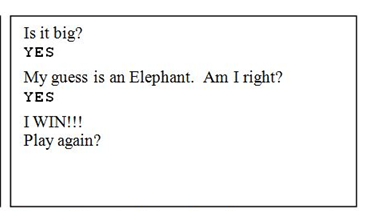 Is it big?
YES
My guess is an Elephant.  Am I right?
YES
I WIN!!!
Play again?